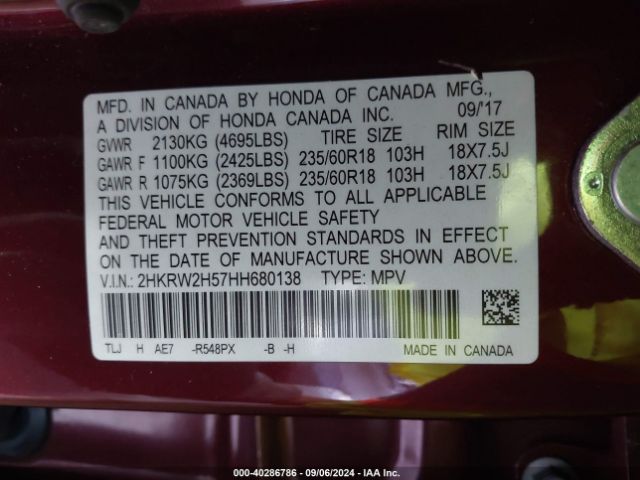 MFD. IN CANADA BY HONDA OF CANADA MFG.,
A DIVISION OF HONDA CANADA INC. 09/'17
GVWR 2130KG (4695LBS) TIRE SIZE RIM SIZE
GAWR F 1100KG (2425LBS) 235/60R18 103H 18X7.5J
GAWR R 1075KG (2369LBS) 235/60R18 103H 18X7.5J
THIS VEHICLE CONFORMS TO ALL APPLICABLE
FEDERAL MOTOR VEHICLE SAFETY
AND THEFT PREVENTION STANDARDS IN EFFECT
ON THE DATE OF MANUFACTURE SHOWN ABOVE.
V.I.N.: 2HKRW2H57HH680138 TYPE: MPV
TLJ H AE7 -R548PX -B -H MADE IN CANADA
000-40286786 - 09/06/2024 - IAA Inc.